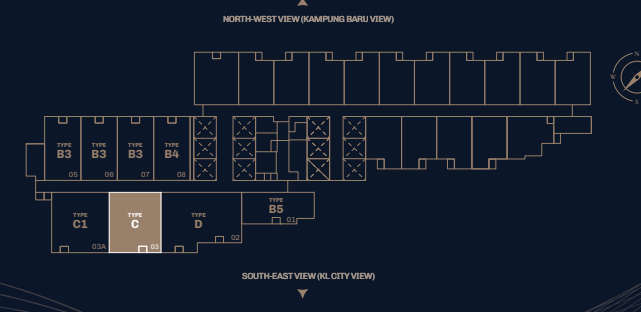 NORTH-WEST VIEW (KAMPUNG BARU VIEW)
N
W
S
TYPE B3 05
TYPE B3 06
TYPE B3 07
TYPE B4 08
TYPE C1 03A
TYPE C 03
TYPE D 02
TYPE B5 01
SOUTH-EAST VIEW (KL CITY VIEW)